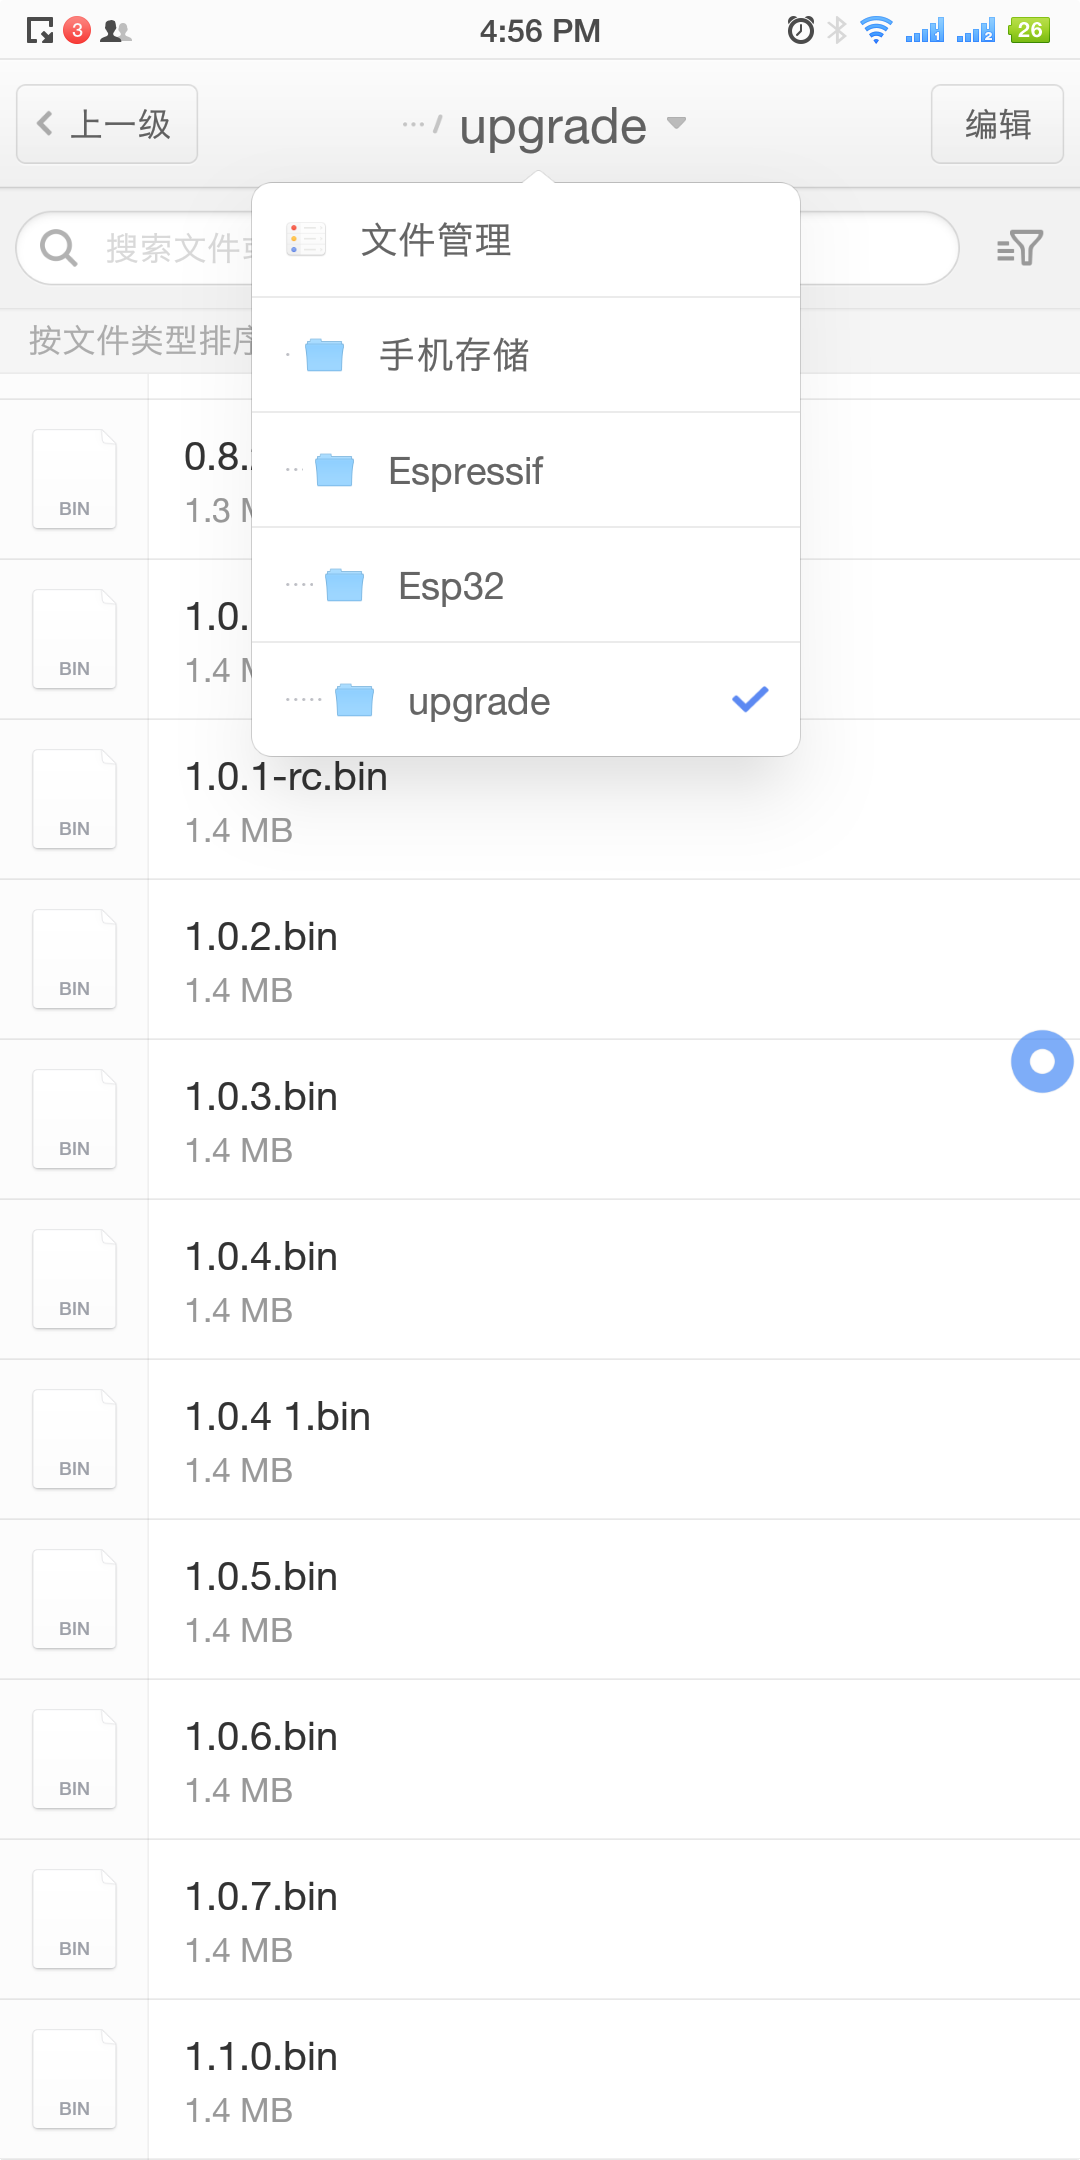 3
4:56 PM
1
2
26
上一级
··· / upgrade
编辑
搜索文件
按文件类型排序
文件管理
手机存储
Espressif
Esp32
upgrade
BIN
0.8.
1.3
BIN
1.0.
1.4
BIN
1.0.1-rc.bin
1.4 MB
BIN
1.0.2.bin
1.4 MB
BIN
1.0.3.bin
1.4 MB
BIN
1.0.4.bin
1.4 MB
BIN
1.0.4 1.bin
1.4 MB
BIN
1.0.5.bin
1.4 MB
BIN
1.0.6.bin
1.4 MB
BIN
1.0.7.bin
1.4 MB
BIN
1.1.0.bin
1.4 MB